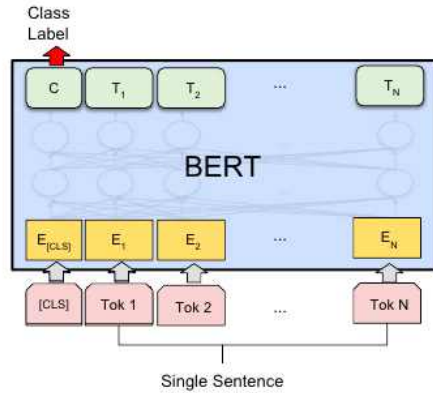 Class
Label
C T1 T2 ... TN
BERT
E[CLS] E1 E2 ... EN
[CLS] Tok 1 Tok 2 ... Tok N
Single Sentence